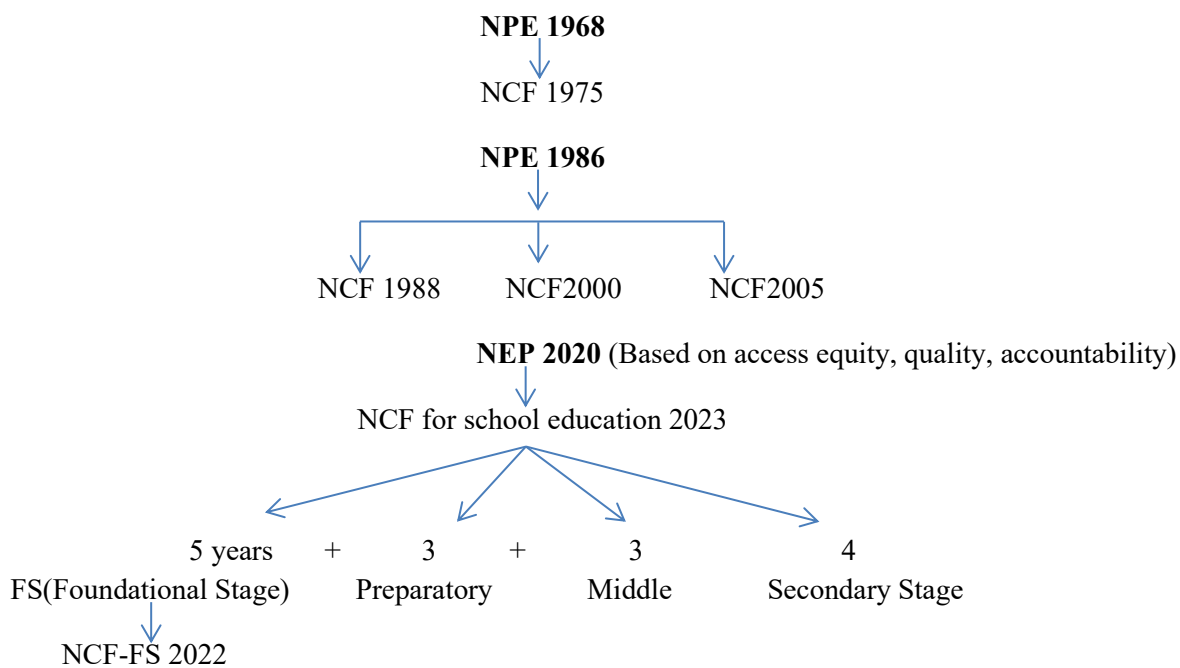 NPE 1968
NCF 1975
NPE 1986
NCF 1988 NCF2000 NCF2005
NEP 2020 (Based on access equity, quality, accountability)
NCF for school education 2023
5 years + 3 + 3 4
FS(Foundational Stage) Preparatory Middle Secondary Stage
NCF-FS 2022